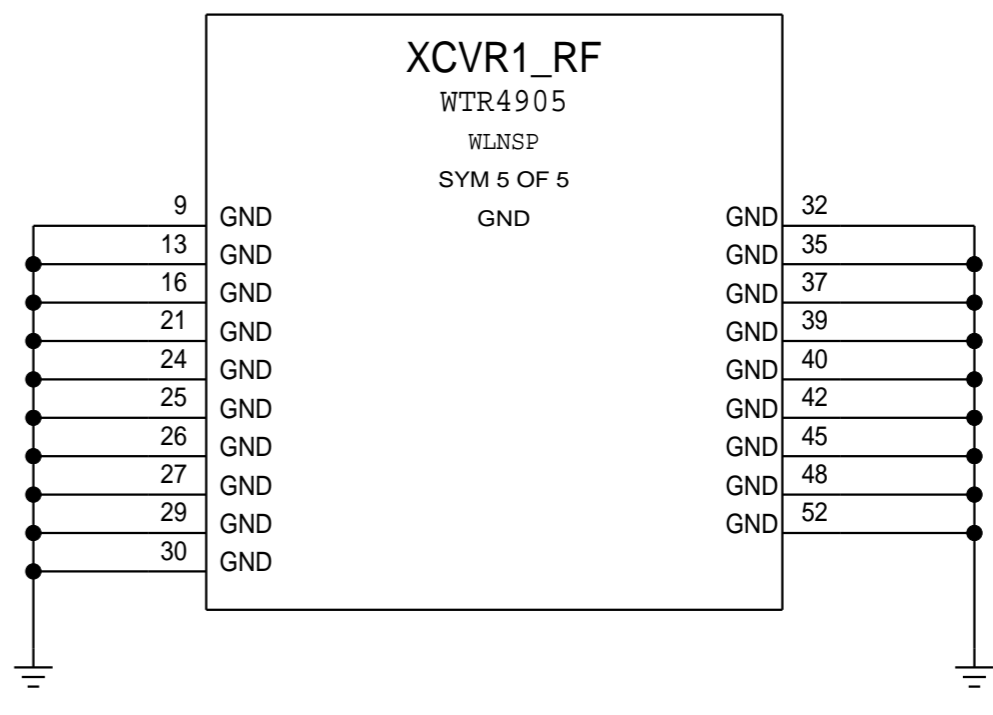 XCVR1_RF
WTR4905
WLNSP
SYM 5 OF 5
GND
9 GND GND 32
13 GND GND 35
16 GND GND 37
21 GND GND 39
24 GND GND 40
25 GND GND 42
26 GND GND 45
27 GND GND 48
29 GND GND 52
30 GND